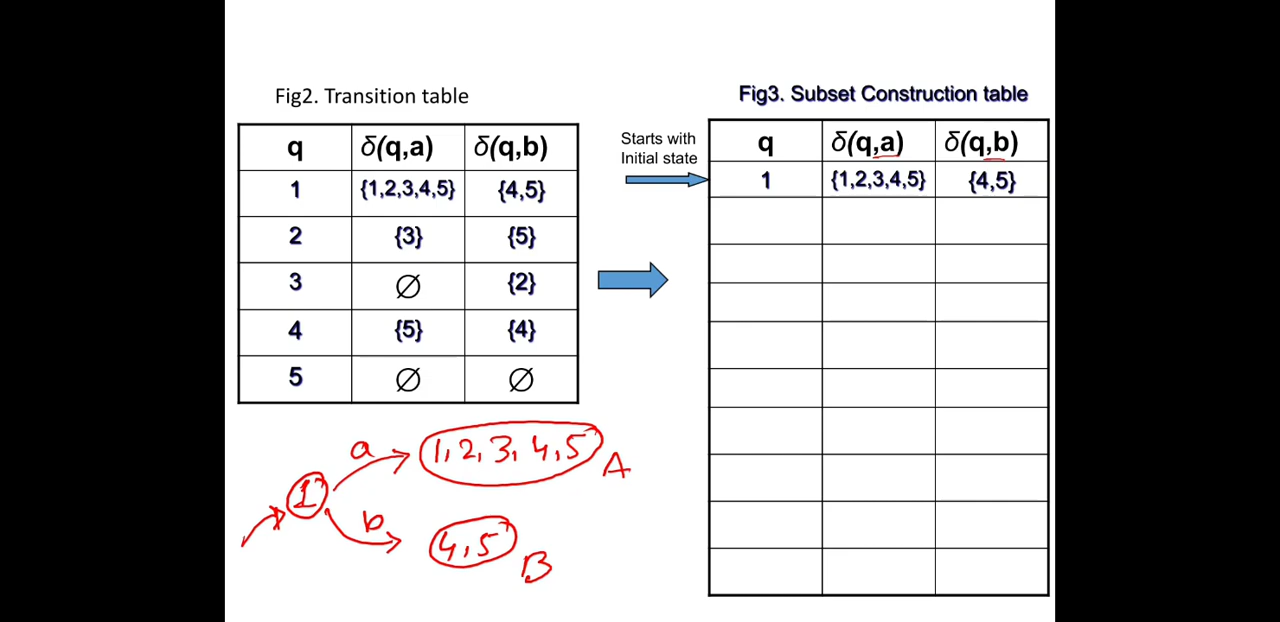 Fig2. Transition table
q δ(q,a) δ(q,b)
1 {1,2,3,4,5} {4,5}
2 {3} {5}
3 ∅ {2}
4 {5} {4}
5 ∅ ∅
Starts with
Initial state
Fig3. Subset Construction table
q δ(q,a) δ(q,b)
1 {1,2,3,4,5} {4,5}
a 1, 2, 3, 4, 5 A
1
b 4, 5 B